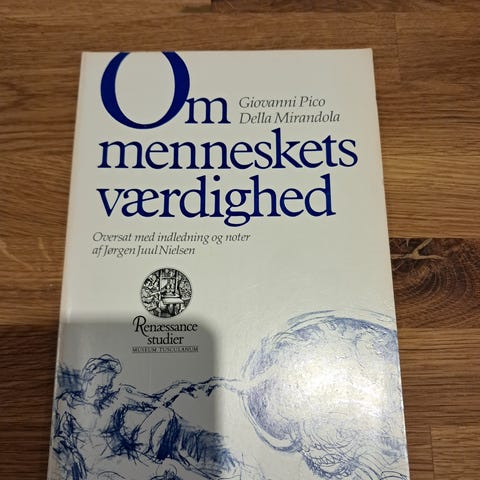 Om
Giovanni Pico
Della Mirandola
menneskets
værdighed
Oversat med indledning og noter
af Jørgen Juul Nielsen
Renæssance
studier
MUSEUM TUSCULANUM